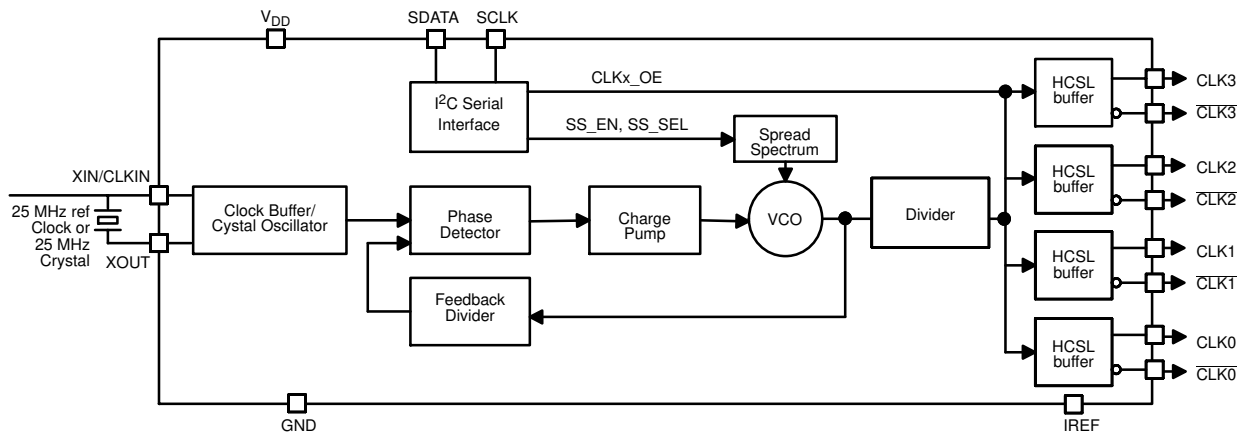 VDD
SDATA
SCLK
I2C Serial
Interface
CLKx_OE
SS_EN, SS_SEL
Spread
Spectrum
HCSL
buffer
CLK3
CLK3
XIN/CLKIN
25 MHz ref
Clock or
25 MHz
Crystal
XOUT
Clock Buffer/
Cystal Oscillator
Phase
Detector
Charge
Pump
VCO
Divider
HCSL
buffer
CLK2
CLK2
Feedback
Divider
HCSL
buffer
CLK1
CLK1
HCSL
buffer
CLK0
CLK0
GND
IREF